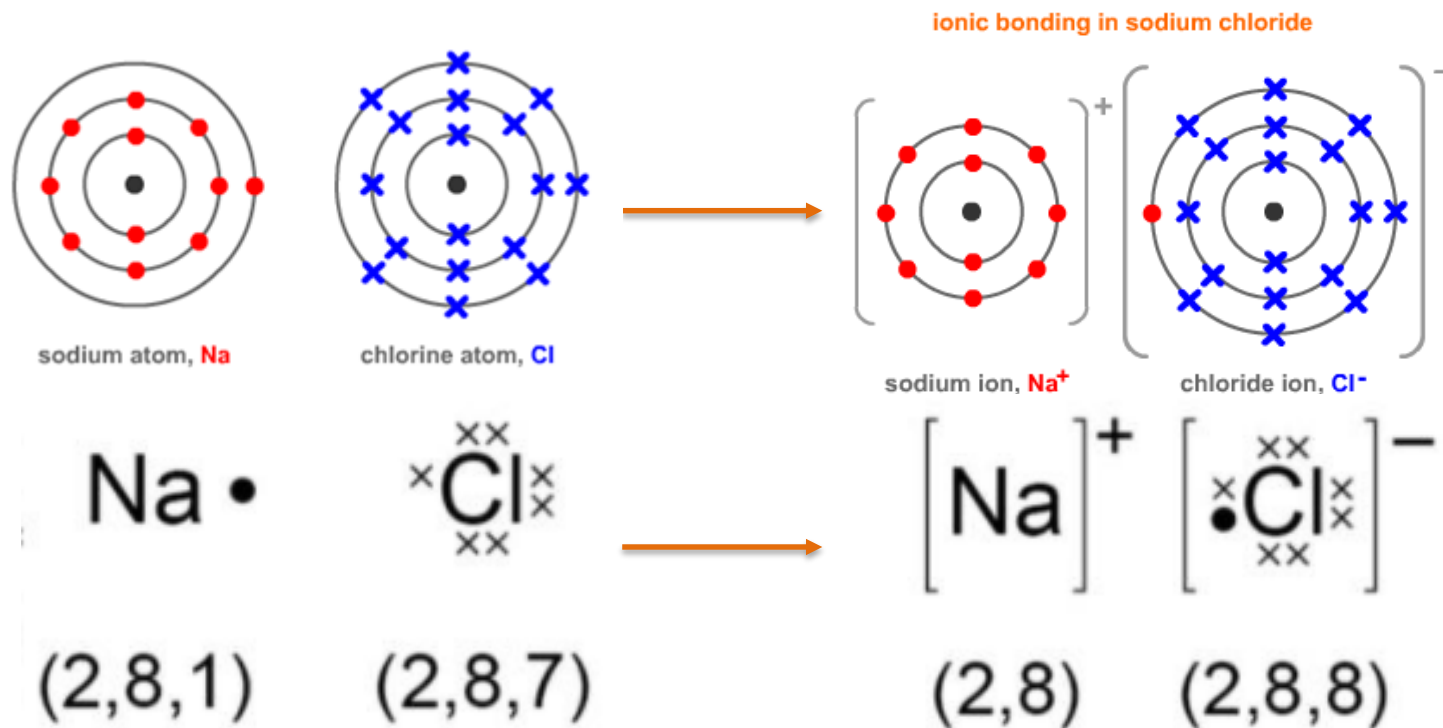 ionic bonding in sodium chloride
+ −
sodium atom, Na chlorine atom, Cl
sodium ion, Na⁺ chloride ion, Cl⁻
Na • ×Cl×
[Na]⁺ [ו Cl ×]⁻
(2,8,1) (2,8,7) (2,8) (2,8,8)